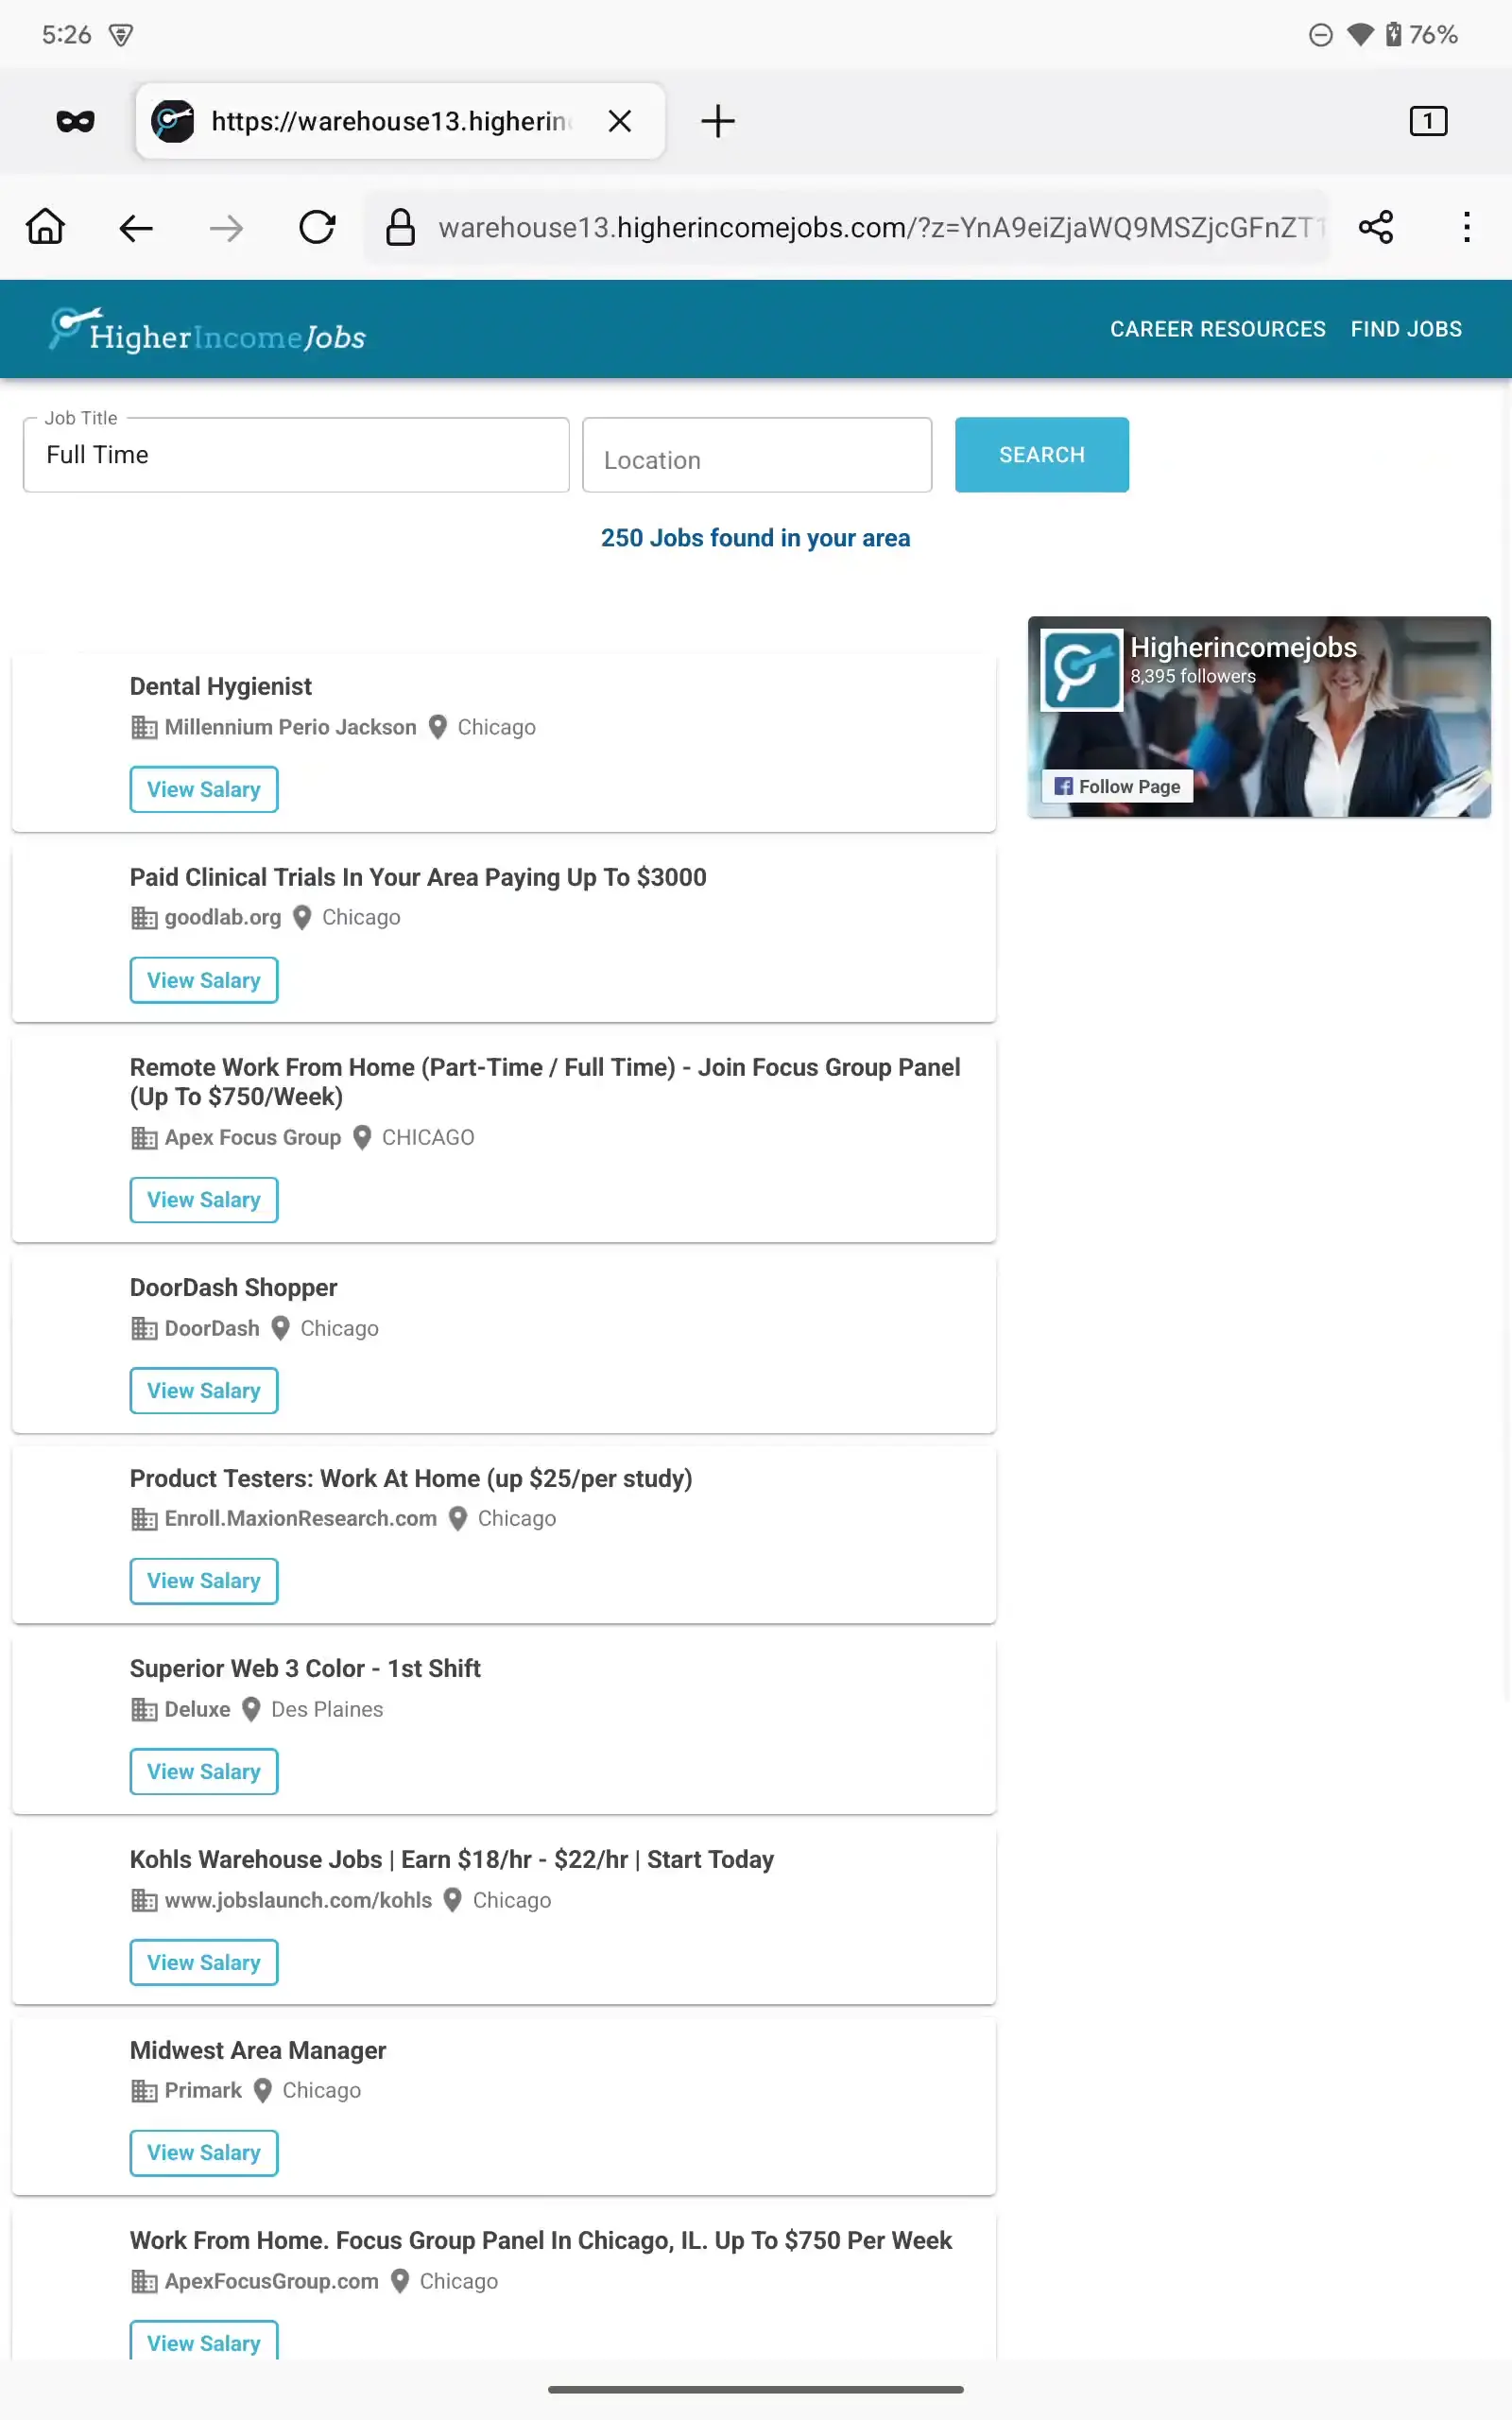 5:26
76%
https://warehouse13.higherin
1
warehouse13.higherincomejobs.com/?z=YnA9eiZjaWQ9MSZjcGFnZT1
HigherIncomeJobs
CAREER RESOURCES FIND JOBS
Job Title
Full Time
Location
SEARCH
250 Jobs found in your area
Higherincomejobs
8,395 followers
Follow Page
Dental Hygienist
Millennium Perio Jackson Chicago
View Salary
Paid Clinical Trials In Your Area Paying Up To $3000
goodlab.org Chicago
View Salary
Remote Work From Home (Part-Time / Full Time) - Join Focus Group Panel
(Up To $750/Week)
Apex Focus Group CHICAGO
View Salary
DoorDash Shopper
DoorDash Chicago
View Salary
Product Testers: Work At Home (up $25/per study)
Enroll.MaxionResearch.com Chicago
View Salary
Superior Web 3 Color - 1st Shift
Deluxe Des Plaines
View Salary
Kohls Warehouse Jobs | Earn $18/hr - $22/hr | Start Today
www.jobslaunch.com/kohls Chicago
View Salary
Midwest Area Manager
Primark Chicago
View Salary
Work From Home. Focus Group Panel In Chicago, IL. Up To $750 Per Week
ApexFocusGroup.com Chicago
View Salary